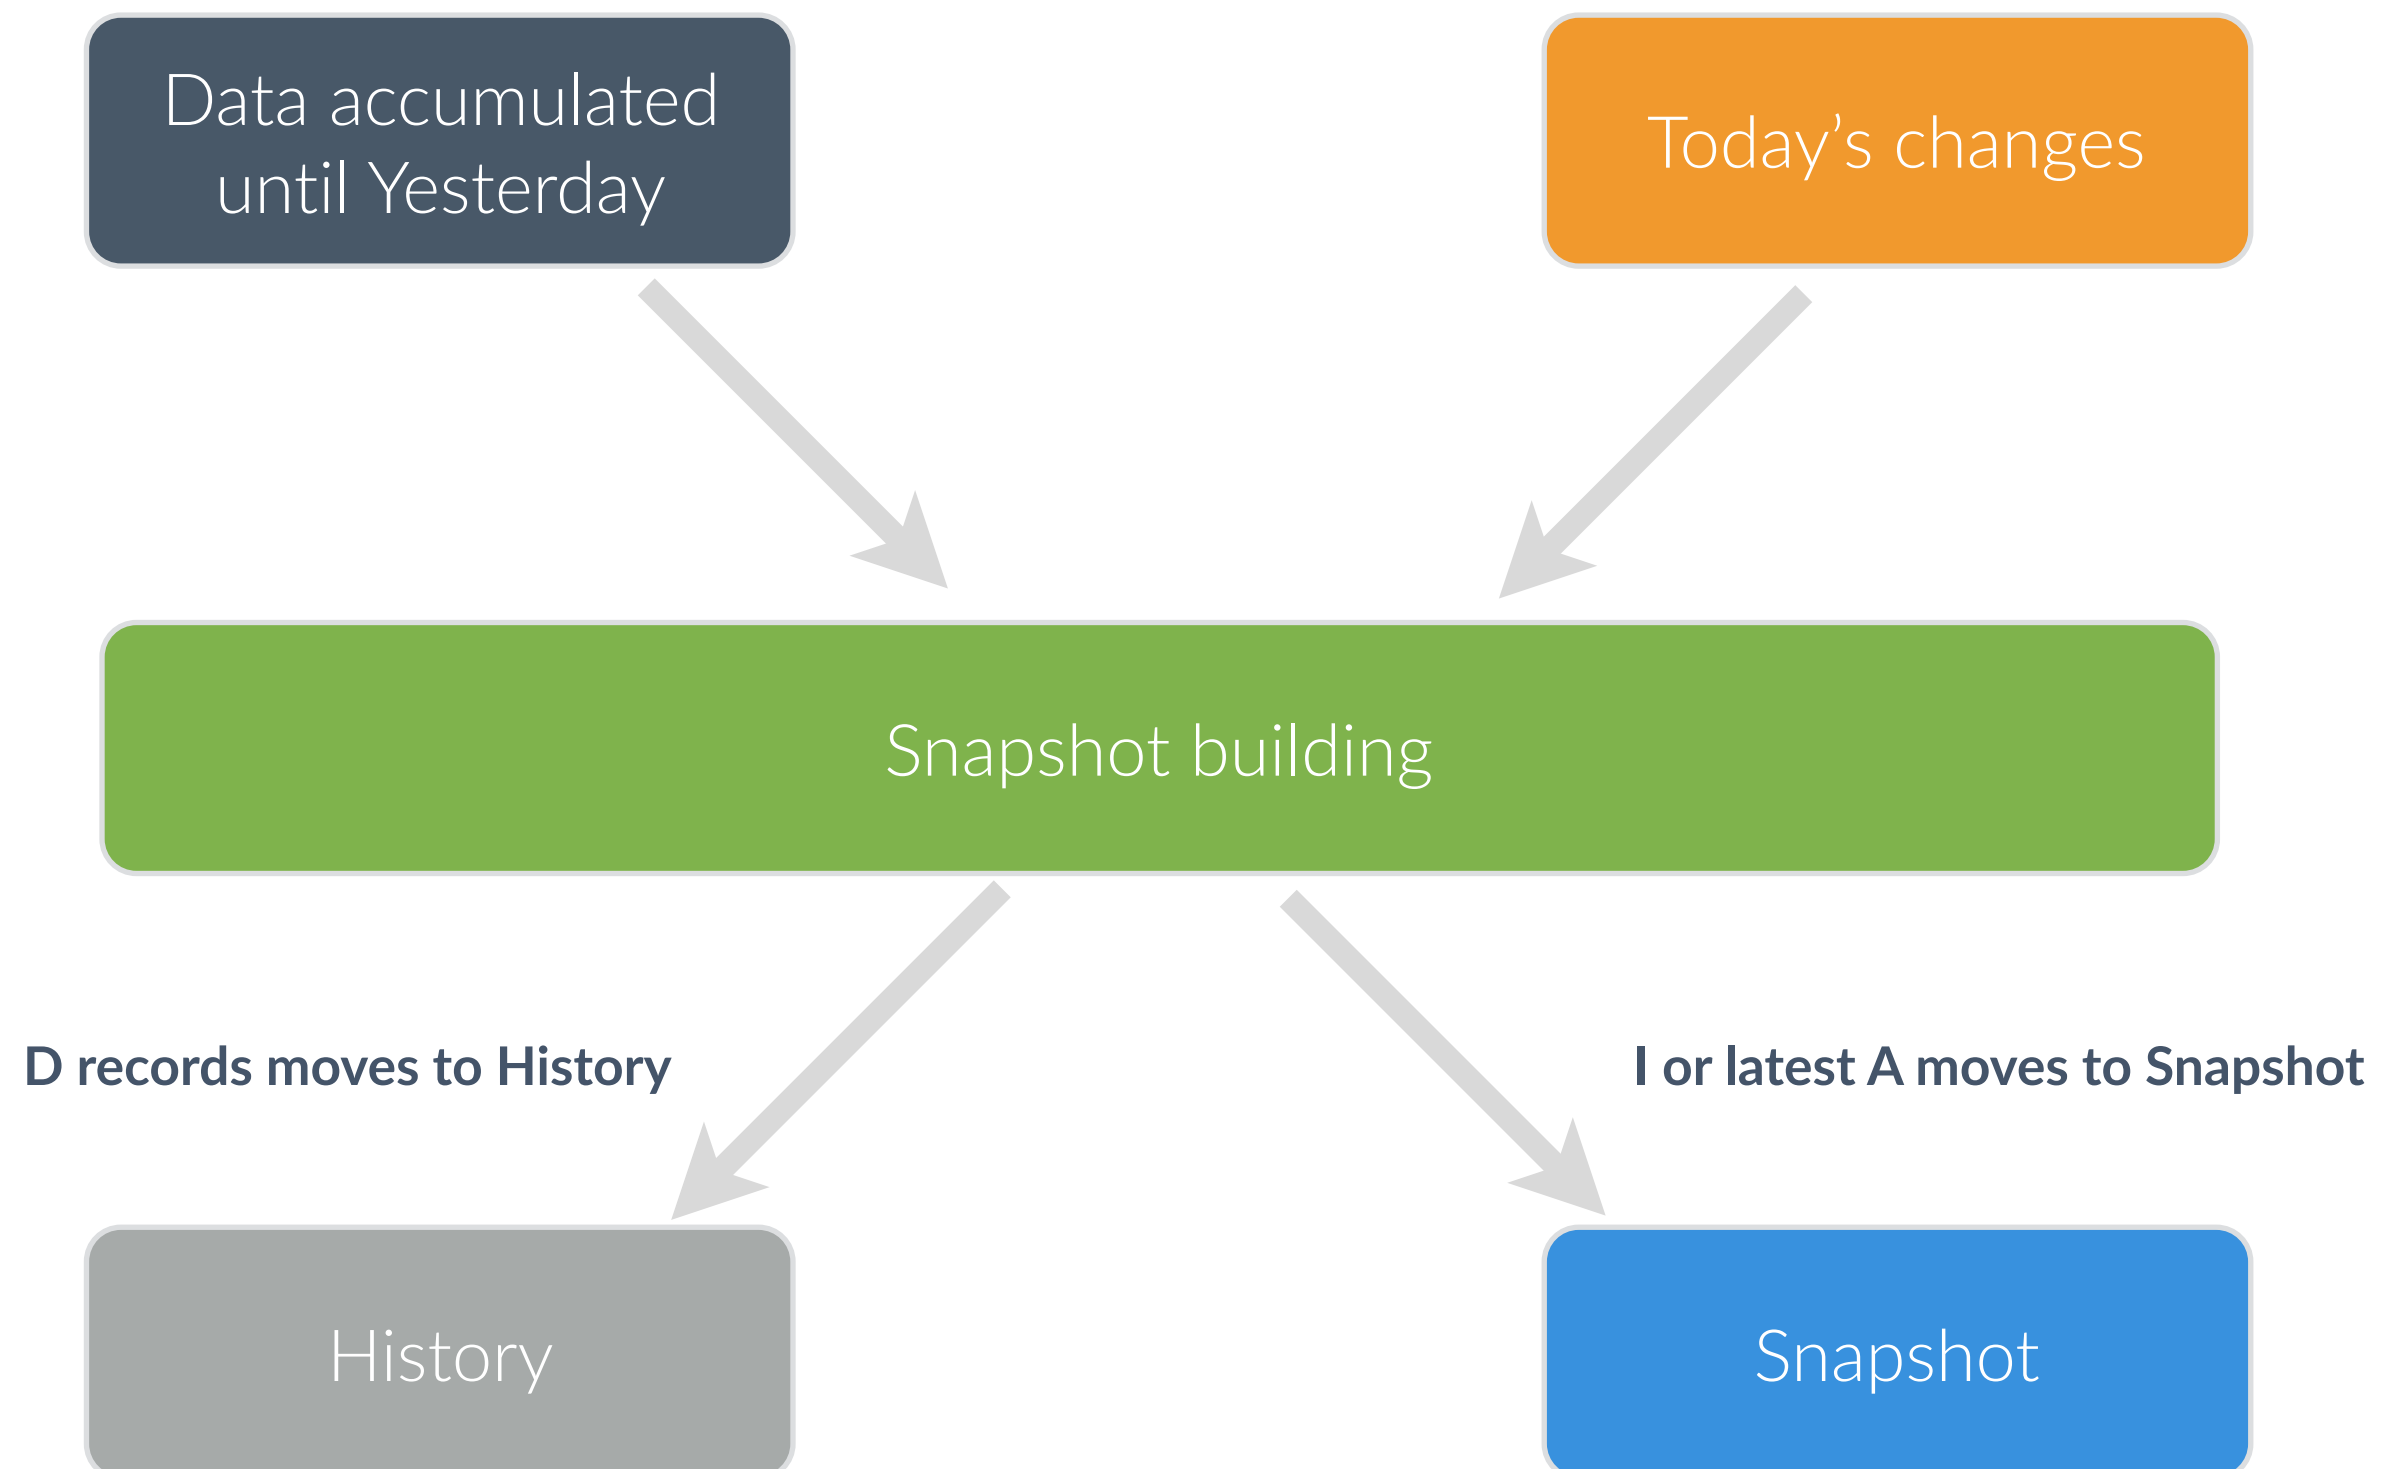 Data accumulated
until Yesterday
Today’s changes
Snapshot building
D records moves to History
I or latest A moves to Snapshot
History
Snapshot